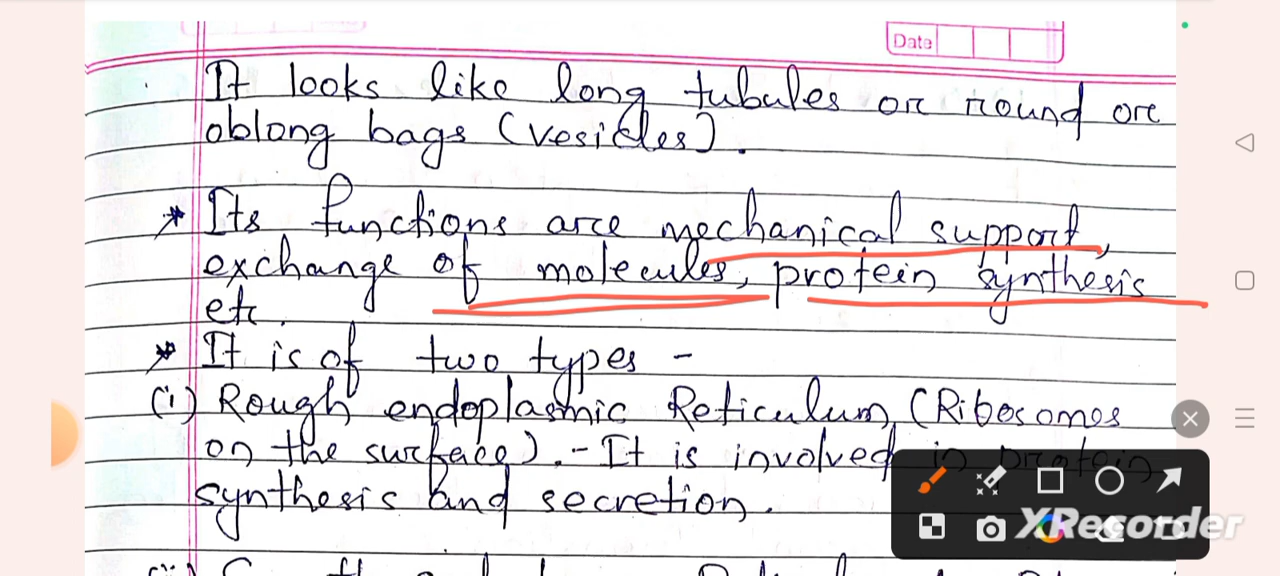 Date
It looks like long tubules or round or
oblong bags (vesicles).
* Its functions are mechanical support,
exchange of molecules, protein synthesis
etc.
* It is of two types -
(i) Rough endoplasmic Reticulum (Ribosomes
on the surface). - It is involved in protein
synthesis and secretion.
XRecorder